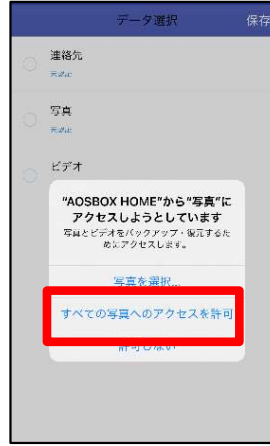 データ選択
保存
連絡先
未選択
写真
未選択
ビデオ
"AOSBOX HOME"から"写真"に
アクセスしようとしています
写真とビデオをバックアップ・復元するた
めにアクセスします。
写真を選択...
すべての写真へのアクセスを許可
許可しない